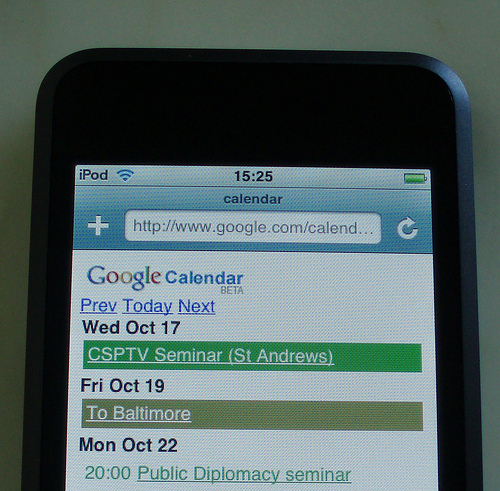 iPod 15:25
calendar
http://www.google.com/calend...
Google Calendar
BETA
Prev Today Next
Wed Oct 17
CSPTV Seminar (St Andrews)
Fri Oct 19
To Baltimore
Mon Oct 22
20:00 Public Diplomacy seminar